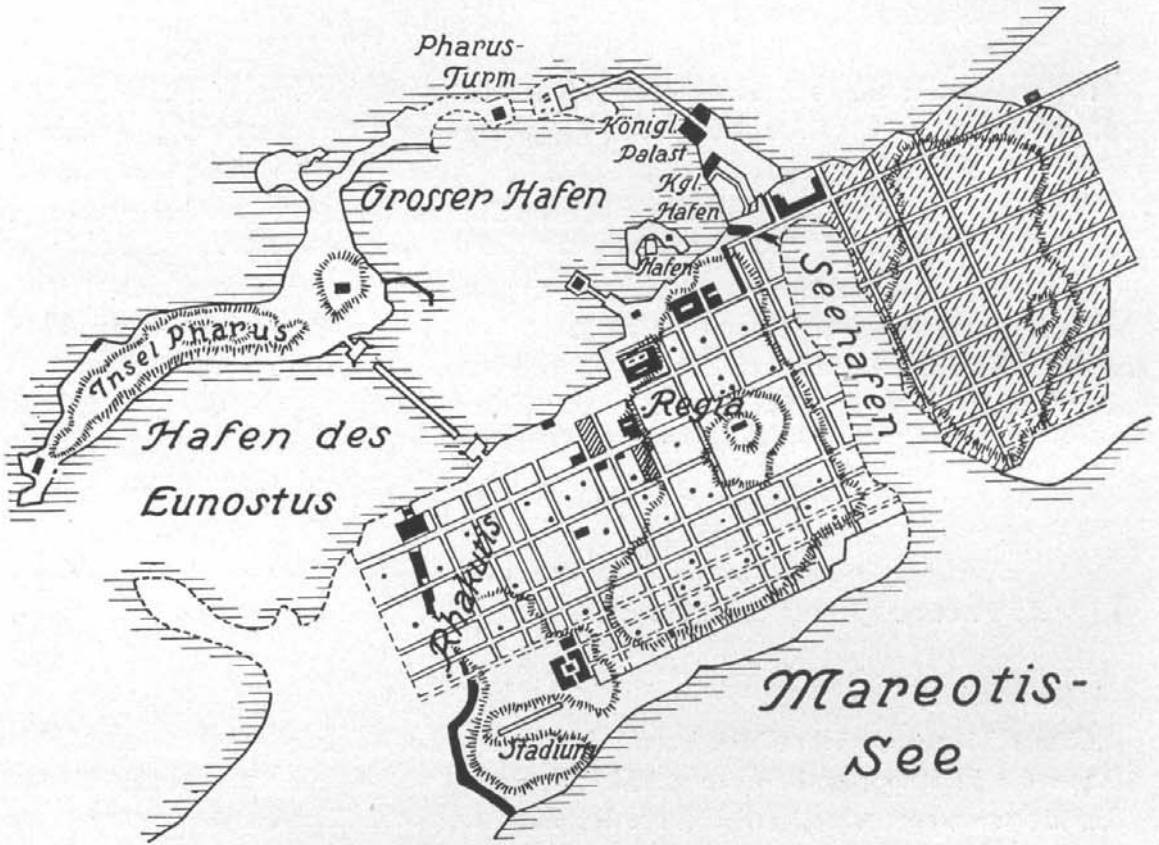 Pharus-
Turm
Königl.
Palast
Kgl.
Hafen
Hafen
Grosser Hafen
Seehafen
Insel Pharus
Regia
Hafen des
Eunostus
Rhakutis
Stadium
Mareotis-
See